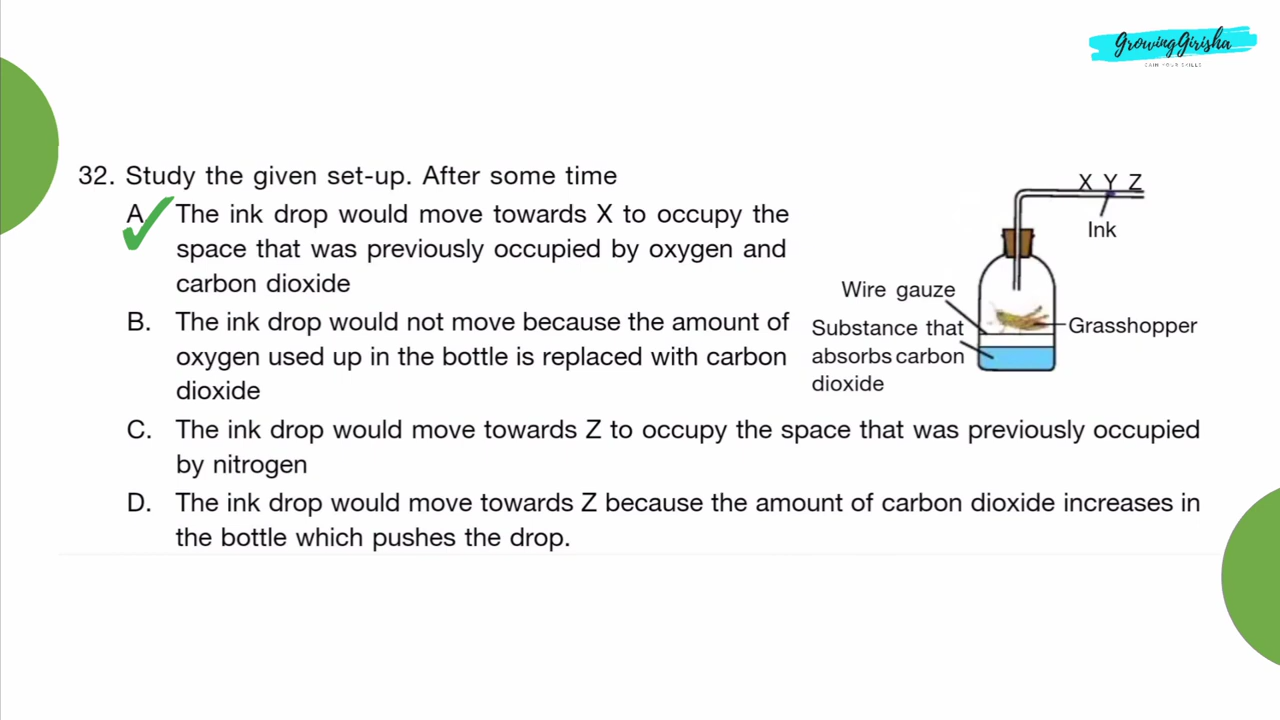 GrowingGirisha
GAIN YOUR SKILLS
32. Study the given set-up. After some time
A. The ink drop would move towards X to occupy the
space that was previously occupied by oxygen and
carbon dioxide
B. The ink drop would not move because the amount of
oxygen used up in the bottle is replaced with carbon
dioxide
C. The ink drop would move towards Z to occupy the space that was previously occupied
by nitrogen
D. The ink drop would move towards Z because the amount of carbon dioxide increases in
the bottle which pushes the drop.
X Y Z
Ink
Wire gauze
Substance that
absorbs carbon
dioxide
Grasshopper